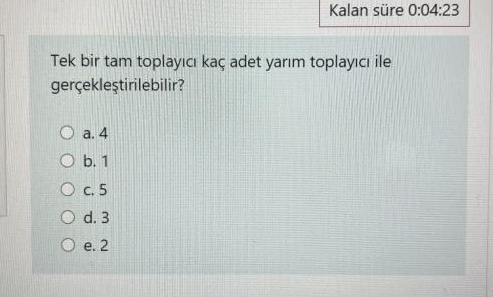 Kalan süre 0:04:23
Tek bir tam toplayıcı kaç adet yarım toplayıcı ile
gerçekleştirilebilir?
a. 4
b. 1
c. 5
d. 3
e. 2